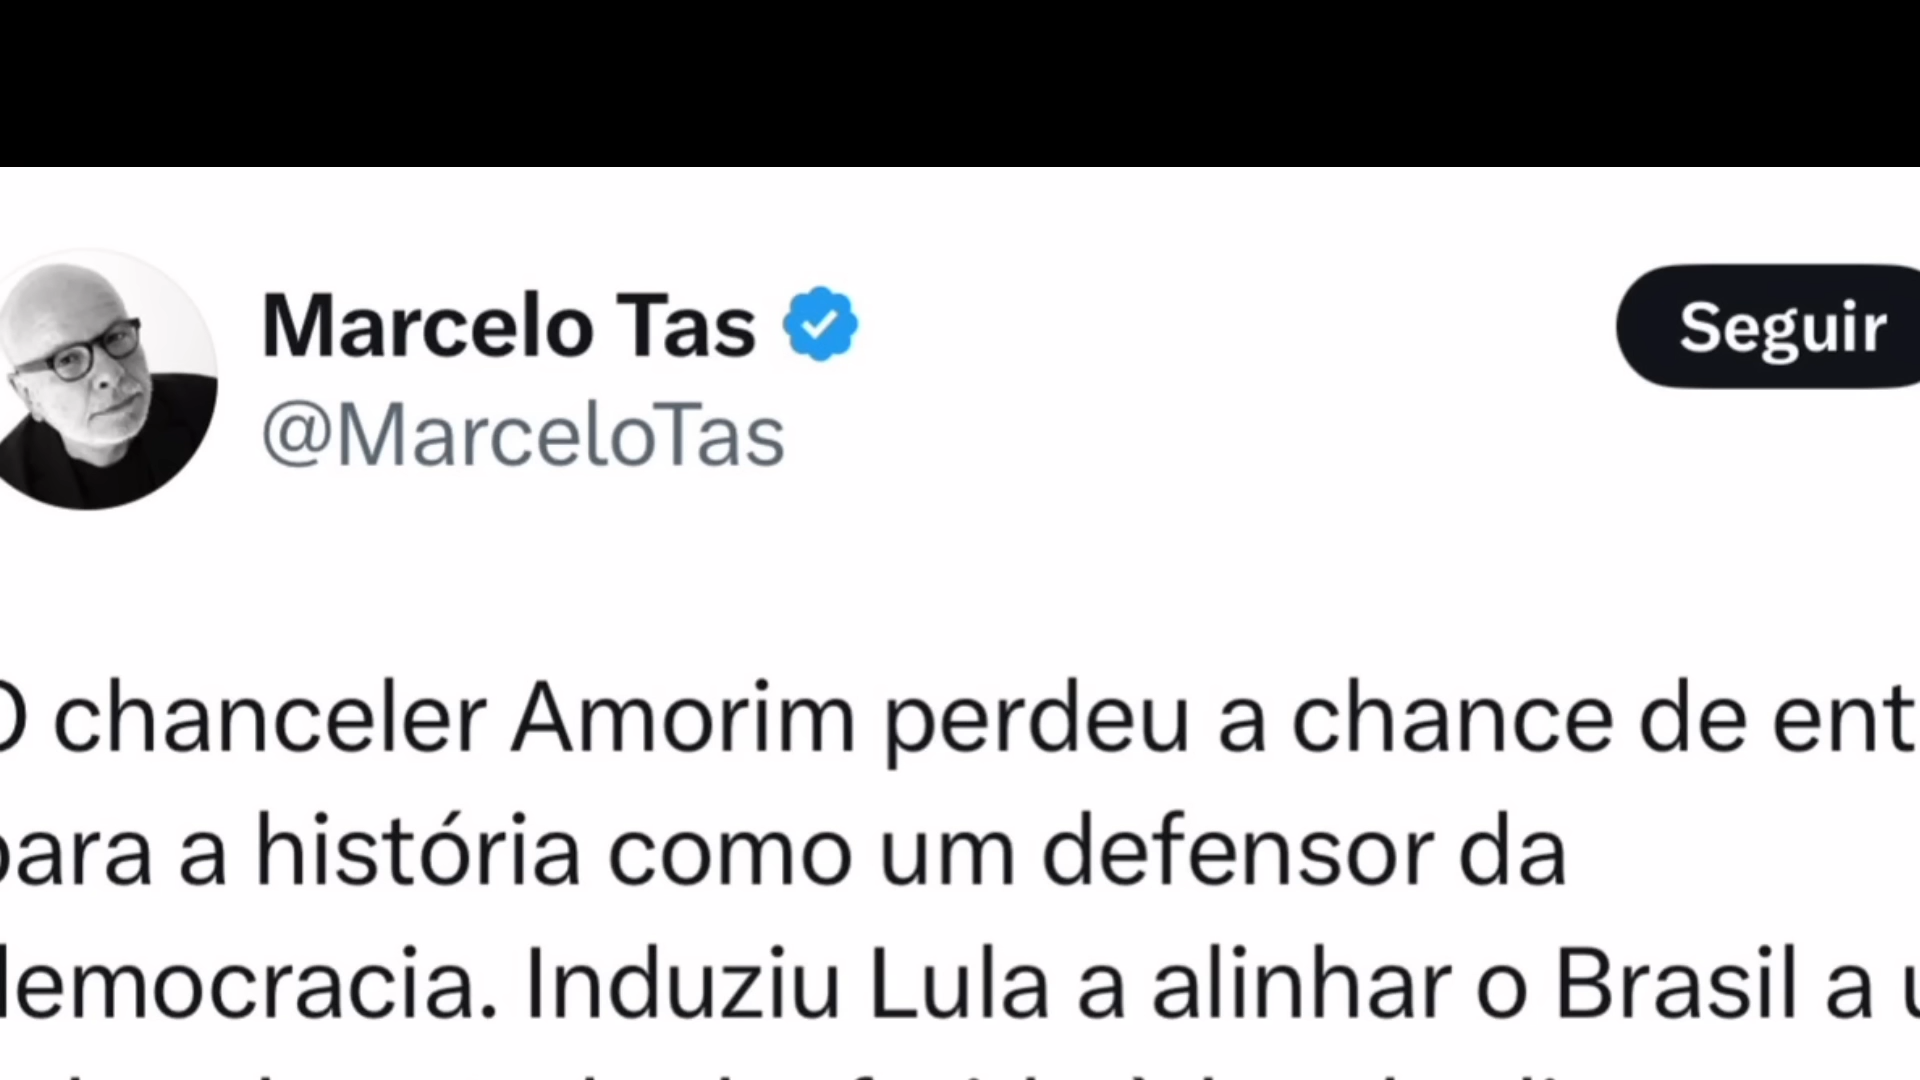 Marcelo Tas
@MarceloTas
Seguir
O chanceler Amorim perdeu a chance de
para a história como um defensor da
democracia. Induziu Lula a alinhar o Brasil a